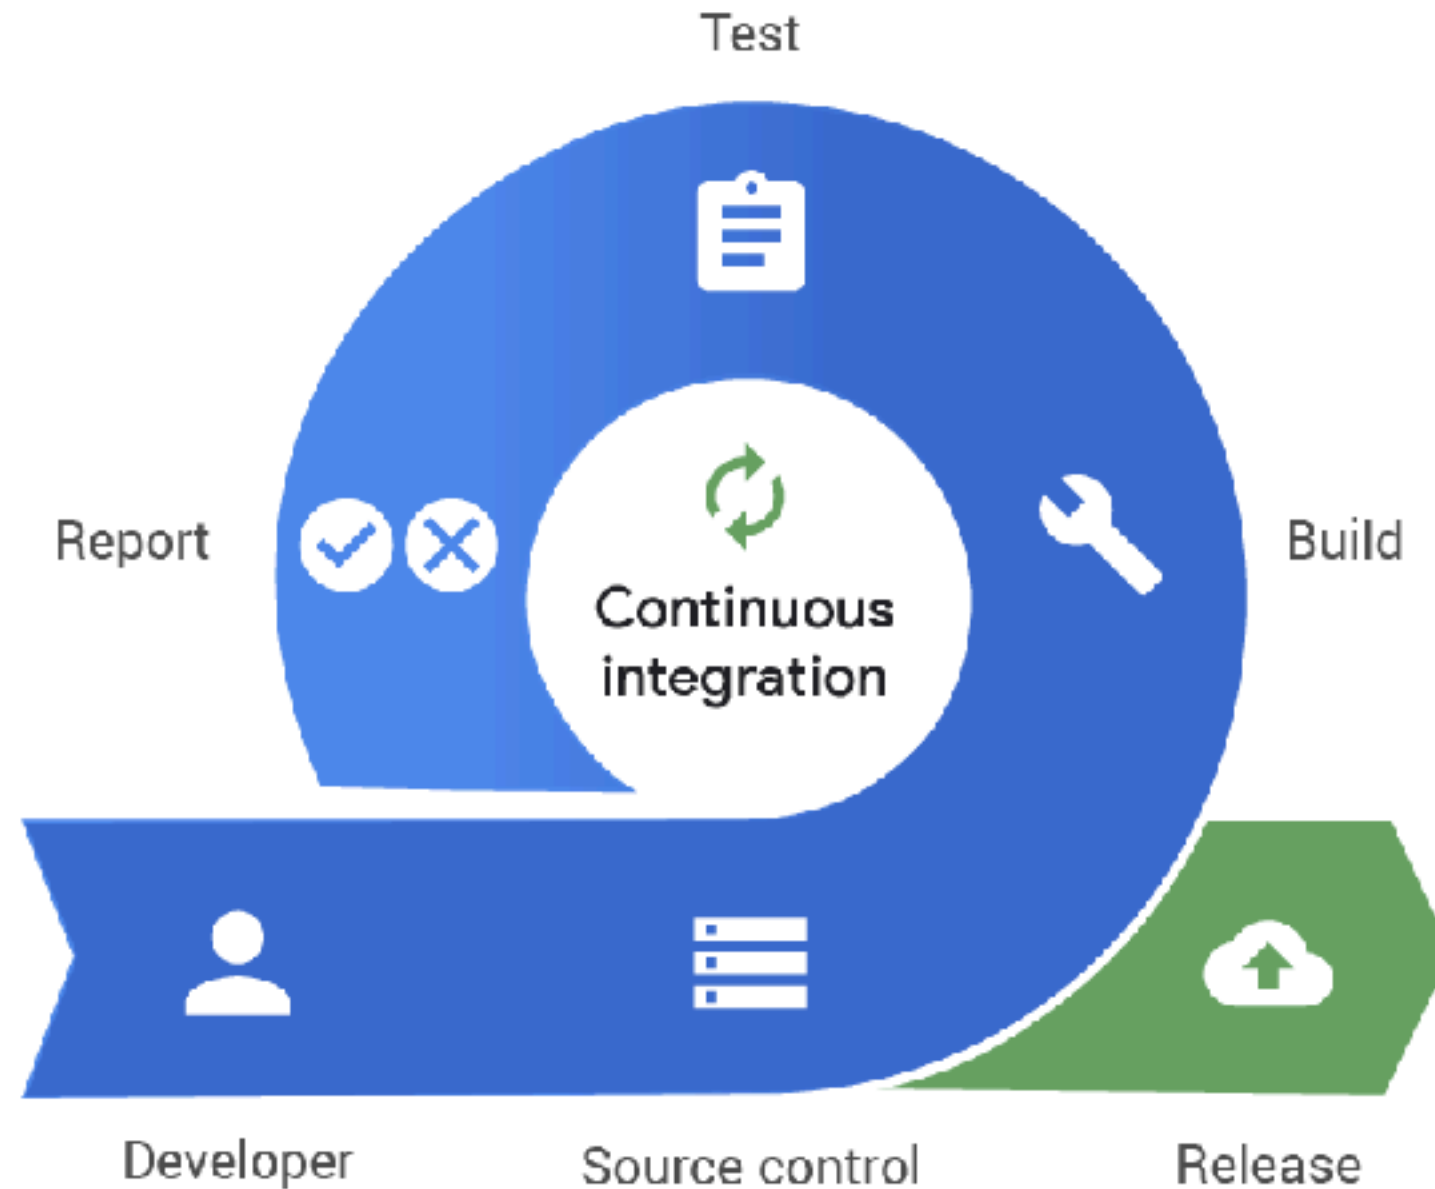 Test
Report
Continuous
integration
Build
Developer
Source control
Release